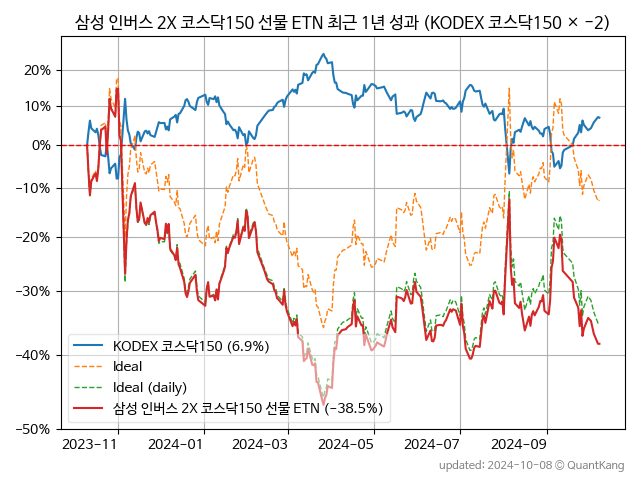 삼성 인버스 2X 코스닥150 선물 ETN 최근 1년 성과 (KODEX 코스닥150 × −2)
20%
10%
0%
−10%
−20%
−30%
−40%
−50%
KODEX 코스닥150 (6.9%)
Ideal
Ideal (daily)
삼성 인버스 2X 코스닥150 선물 ETN (−38.5%)
2023−11 2024−01 2024−03 2024−05 2024−07 2024−09
updated: 2024-10-08 © QuantKang